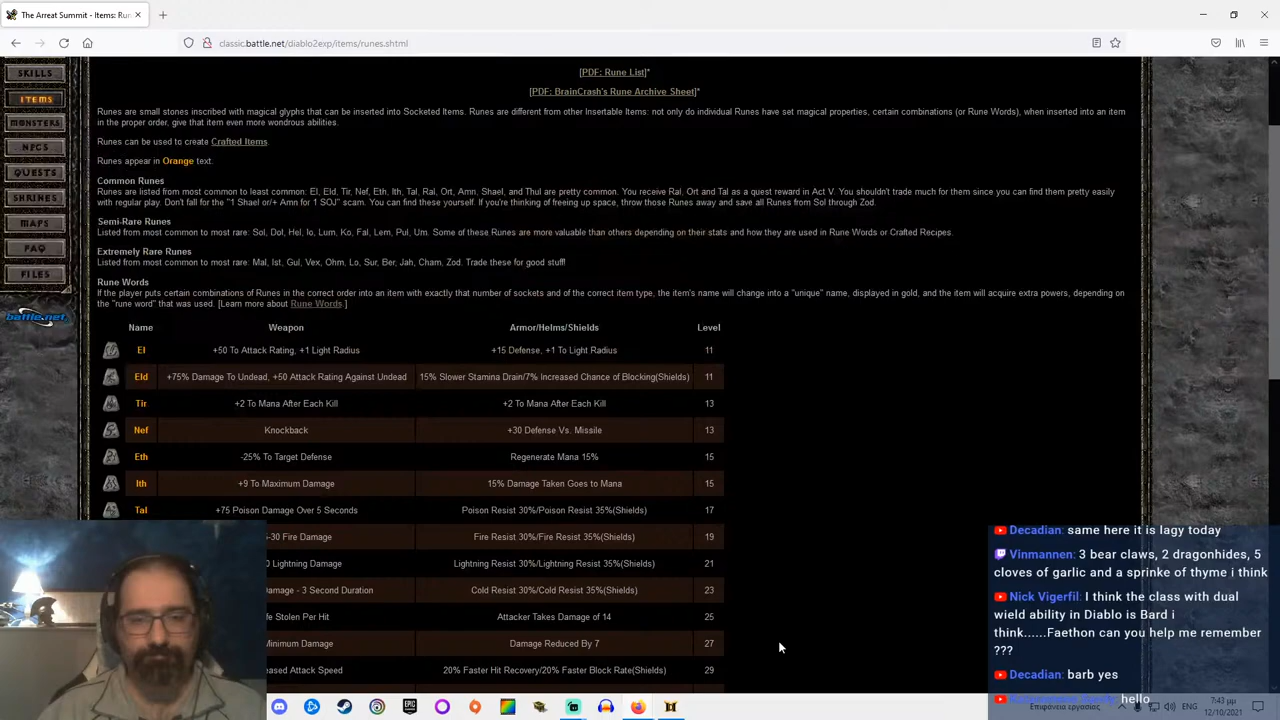 The Arreat Summit - Items: Run
classic.battle.net/diablo2exp/items/runes.shtml
SKILLS
ITEMS
MONSTERS
NPCS
QUESTS
SHRINES
MAPS
FAQ
FILES
battle.net
[PDF: Rune List]*
[PDF: BrainCrash's Rune Archive Sheet]*
Runes are small stones inscribed with magical glyphs that can be inserted into Socketed Items. Runes are different from other Insertable Items: not only do individual Runes have set magical properties, certain combinations (or Rune Words), when inserted into an item
in the proper order, give that item even more wondrous abilities.
Runes can be used to create Crafted Items.
Runes appear in Orange text.
Common Runes
Runes are listed from most common to least common: El, Eld, Tir, Nef, Eth, Ith, Tal, Ral, Ort, Amn, Shael, and Thul are pretty common. You receive Ral, Ort and Tal as a quest reward in Act V. You shouldn't trade much for them since you can find them pretty easily
with regular play. Don't fall for the "1 Shael or/+ Amn for 1 SOJ" scam. You can find these yourself. If you're thinking of freeing up space, throw those Runes away and save all Runes from Sol through Zod.
Semi-Rare Runes
Listed from most common to most rare: Sol, Dol, Hel, Io, Lum, Ko, Fal, Lem, Pul, Um. Some of these Runes are more valuable than others depending on their stats and how they are used in Rune Words or Crafted Recipes.
Extremely Rare Runes
Listed from most common to most rare: Mal, Ist, Gul, Vex, Ohm, Lo, Sur, Ber, Jah, Cham, Zod. Trade these for good stuff!
Rune Words
If the player puts certain combinations of Runes in the correct order into an item with exactly that number of sockets and of the correct item type, the item's name will change into a "unique" name, displayed in gold, and the item will acquire extra powers, depending on
the "rune word" that was used. [Learn more about Rune Words.]
Name Weapon Armor/Helms/Shields Level
El +50 To Attack Rating, +1 Light Radius +15 Defense, +1 To Light Radius 11
Eld +75% Damage To Undead, +50 Attack Rating Against Undead 15% Slower Stamina Drain/7% Increased Chance of Blocking(Shields) 11
Tir +2 To Mana After Each Kill +2 To Mana After Each Kill 13
Nef Knockback +30 Defense Vs. Missile 13
Eth -25% To Target Defense Regenerate Mana 15% 15
Ith +9 To Maximum Damage 15% Damage Taken Goes to Mana 15
Tal +75 Poison Damage Over 5 Seconds Poison Resist 30%/Poison Resist 35%(Shields) 17
-30 Fire Damage Fire Resist 30%/Fire Resist 35%(Shields) 19
0 Lightning Damage Lightning Resist 30%/Lightning Resist 35%(Shields) 21
Damage - 3 Second Duration Cold Resist 30%/Cold Resist 35%(Shields) 23
fe Stolen Per Hit Attacker Takes Damage of 14 25
Minimum Damage Damage Reduced By 7 27
eased Attack Speed 20% Faster Hit Recovery/20% Faster Block Rate(Shields) 29
Decadian: same here it is lagy today
Vinmannen: 3 bear claws, 2 dragonhides, 5
cloves of garlic and a sprinke of thyme i think
Nick Vigerfil: I think the class with dual
wield ability in Diablo is Bard i
think......Faethon can you help me remember
???
Decadian: barb yes
hello
Επιφάνεια εργασίας
ENG
7:43 μμ
12/10/2021
EPIC